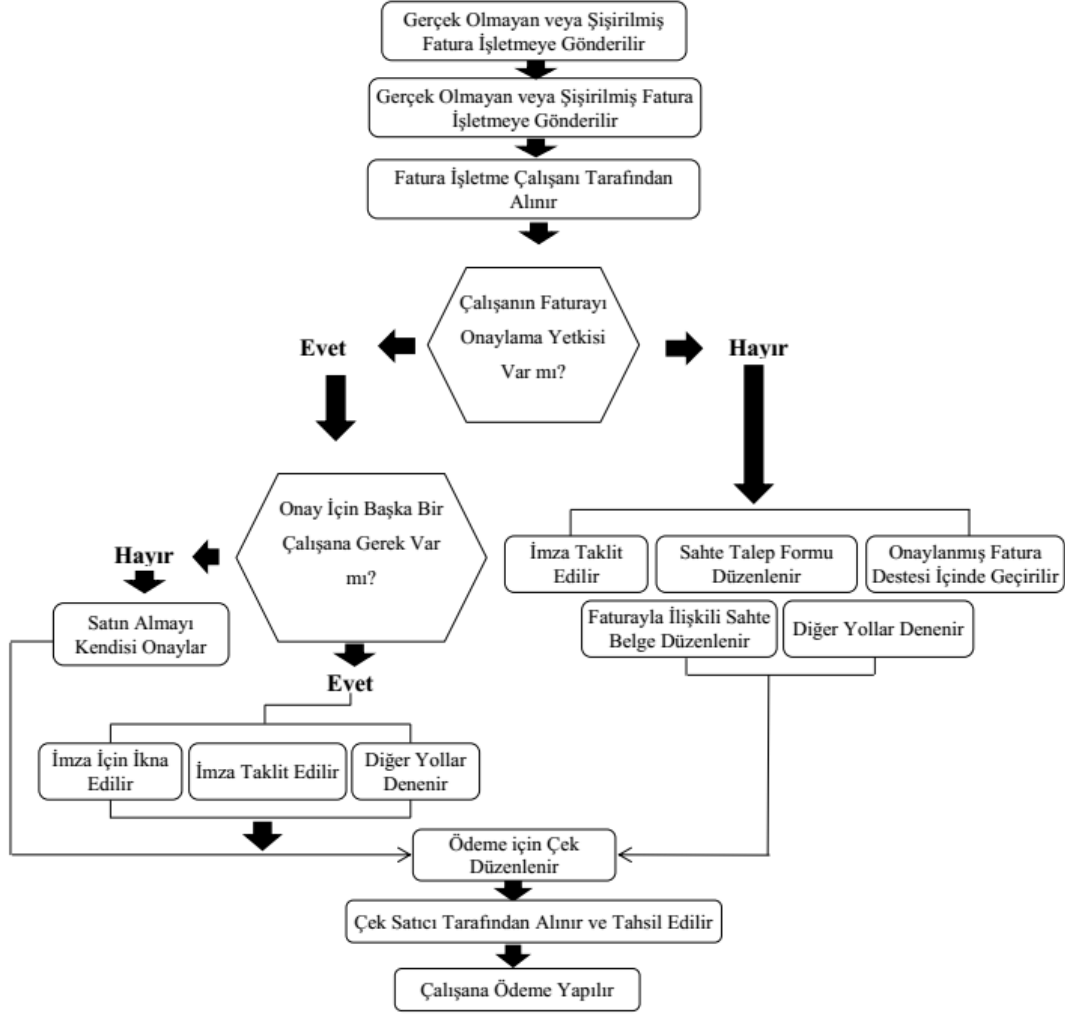 Gerçek Olmayan veya Şişirilmiş
Fatura İşletmeye Gönderilir
Gerçek Olmayan veya Şişirilmiş Fatura
İşletmeye Gönderilir
Fatura İşletme Çalışanı Tarafından
Alınır
Çalışanın Faturayı
Onaylama Yetkisi
Var mı?
Evet
Hayır
Onay İçin Başka Bir
Çalışana Gerek Var
mı?
Hayır
Satın Almayı
Kendisi Onaylar
Evet
İmza Taklit
Edilir
Sahte Talep Formu
Düzenlenir
Onaylanmış Fatura
Destesi İçinde Geçirilir
Faturayla İlişkili Sahte
Belge Düzenlenir
Diğer Yollar Denenir
İmza İçin İkna
Edilir
İmza Taklit Edilir
Diğer Yollar
Denenir
Ödeme için Çek
Düzenlenir
Çek Satıcı Tarafından Alınır ve Tahsil Edilir
Çalışana Ödeme Yapılır